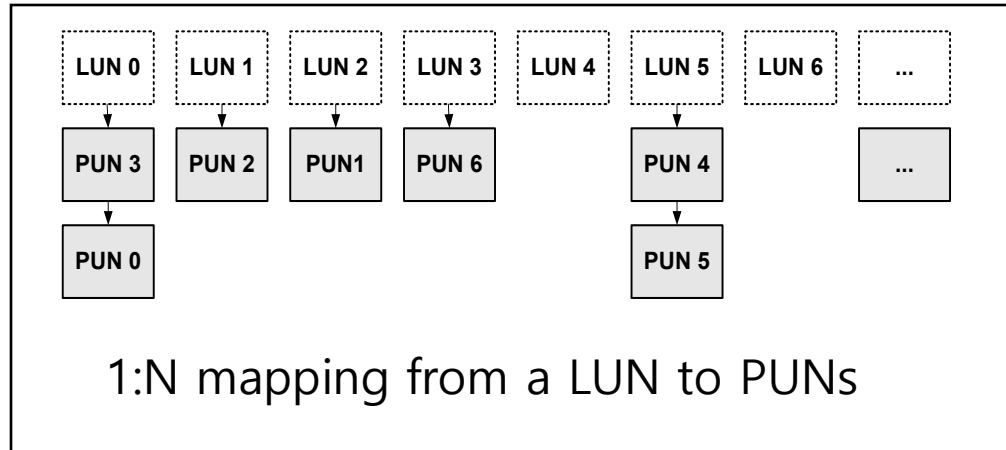 LUN 0 LUN 1 LUN 2 LUN 3 LUN 4 LUN 5 LUN 6 ...
PUN 3 PUN 2 PUN1 PUN 6 PUN 4 ...
PUN 0 PUN 5
1:N mapping from a LUN to PUNs